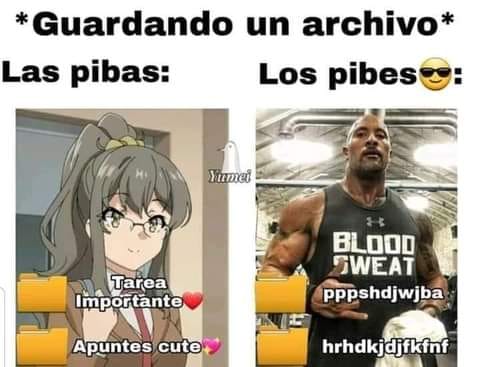 *Guardando un archivo*
Las pibas:
Los pibes😎:
Yumei
BLOOD
SWEAT
Tarea
Importante❤️
pppshdjwjba
Apuntes cute💖
hrhdkjdjfkfnf